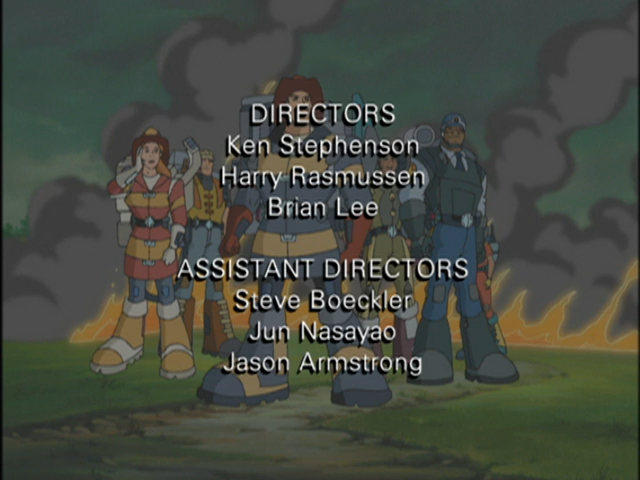 DIRECTORS
Ken Stephenson
Harry Rasmussen
Brian Lee
ASSISTANT DIRECTORS
Steve Boeckler
Jun Nasayao
Jason Armstrong